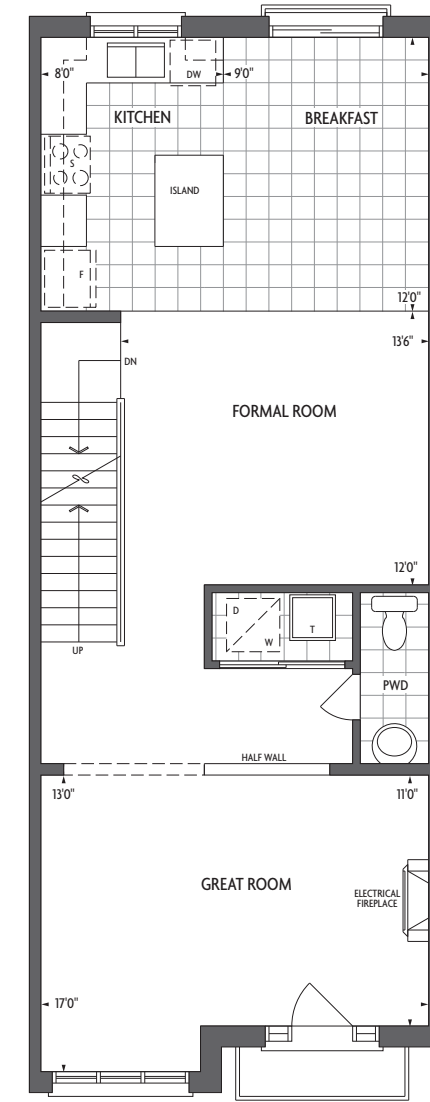 8'0" DW 9'0"
KITCHEN BREAKFAST
S
ISLAND
F
12'0"
13'6"
DN
FORMAL ROOM
12'0"
D
W T
UP
PWD
HALF WALL
13'0" 11'0"
GREAT ROOM
ELECTRICAL
FIREPLACE
17'0"